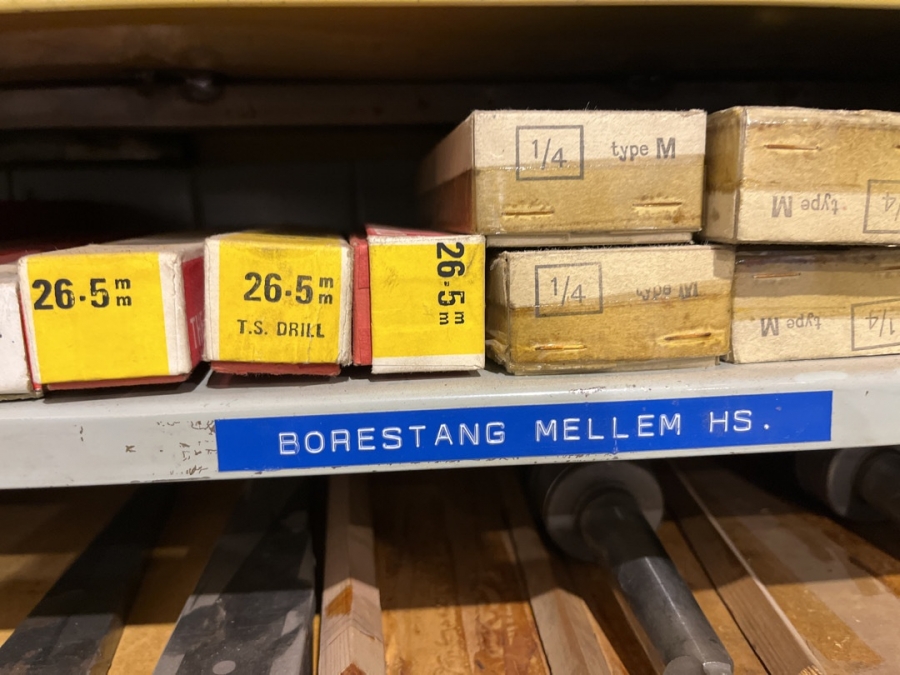 1/4 type M
type M 1/4
26.5 mm
26.5 mm
T.S. DRILL
26.5 mm
1/4
type M 1/4
BORESTANG MELLEM HS.